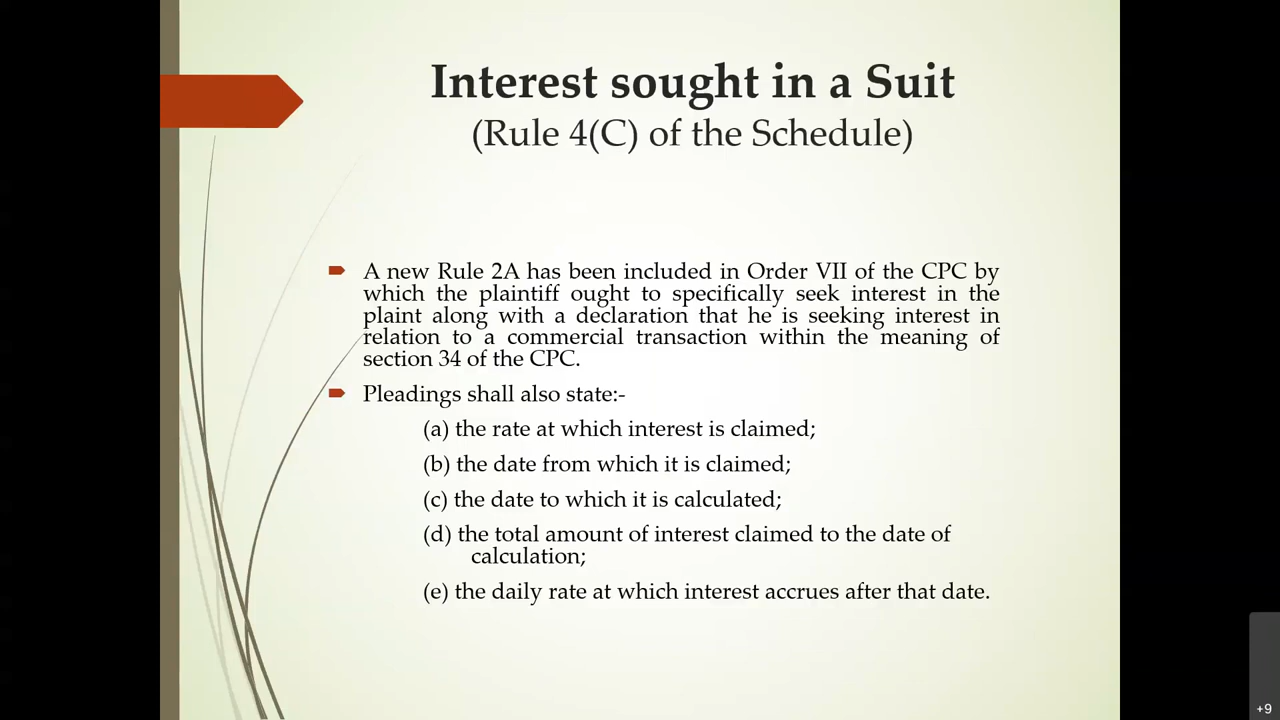 Interest sought in a Suit
(Rule 4(C) of the Schedule)
A new Rule 2A has been included in Order VII of the CPC by
which the plaintiff ought to specifically seek interest in the
plaint along with a declaration that he is seeking interest in
relation to a commercial transaction within the meaning of
section 34 of the CPC.
Pleadings shall also state:-
(a) the rate at which interest is claimed;
(b) the date from which it is claimed;
(c) the date to which it is calculated;
(d) the total amount of interest claimed to the date of
calculation;
(e) the daily rate at which interest accrues after that date.
+9